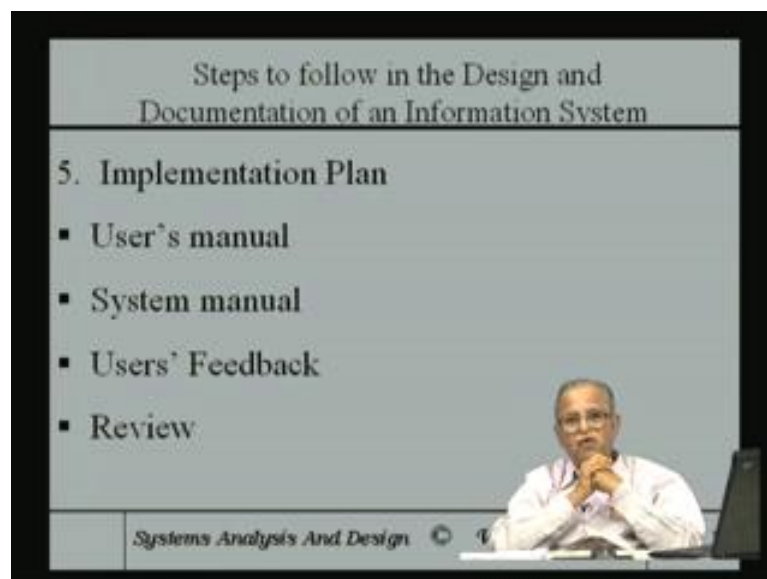 Steps to follow in the Design and
Documentation of an Information System
5. Implementation Plan
▪ User's manual
▪ System manual
▪ Users' Feedback
▪ Review
Systems Analysis And Design ©